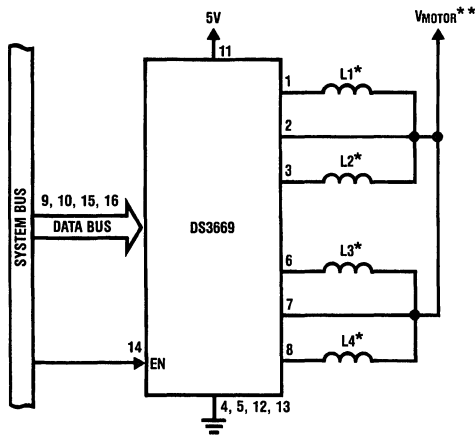 5V
VMOTOR**
11
1
L1*
2
3
L2*
SYSTEM BUS
9, 10, 15, 16
DATA BUS
DS3669
6
L3*
7
14
EN
8
L4*
4, 5, 12, 13